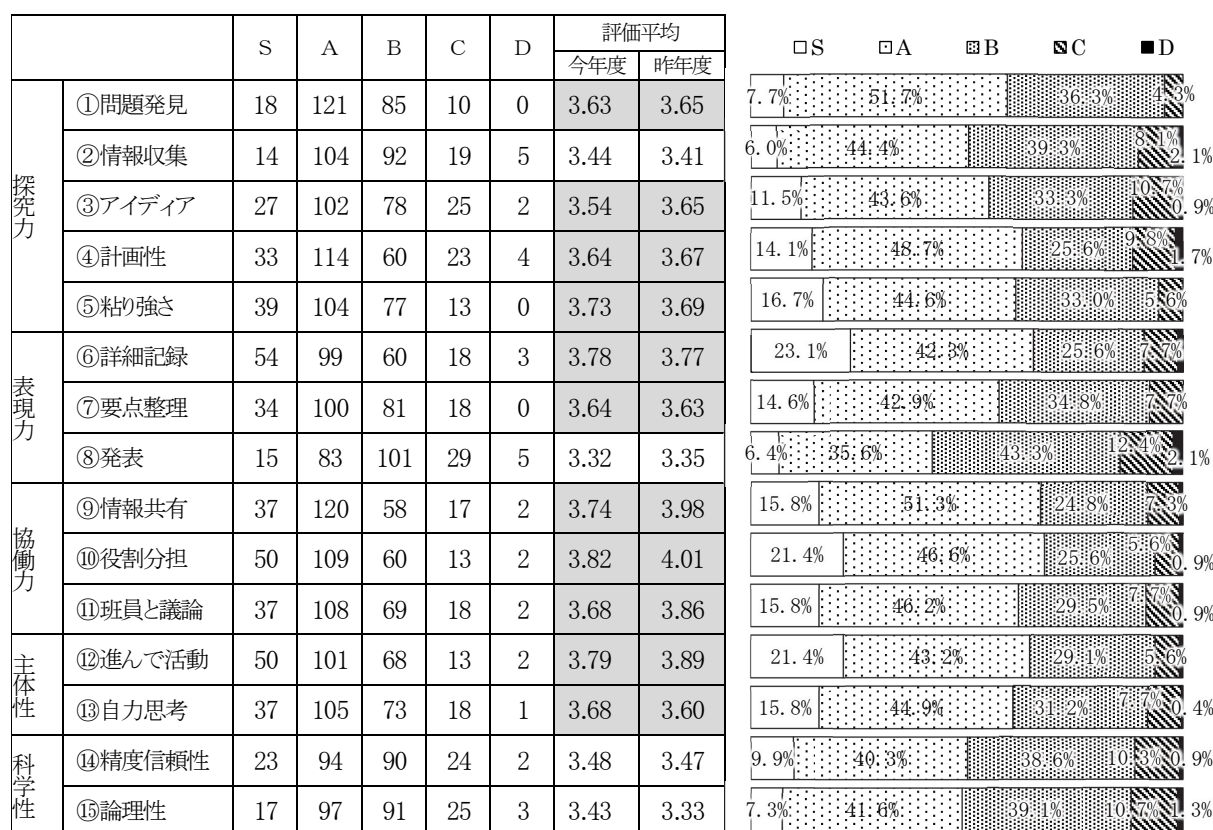 S A B C D 評価平均
今年度 昨年度
□S □A ▩B ▧C ■D
探究力
①問題発見 18 121 85 10 0 3.63 3.65 7.7% 51.7% 36.3% 4.3%
②情報収集 14 104 92 19 5 3.44 3.41 6.0% 44.4% 39.3% 8.1% 2.1%
③アイディア 27 102 78 25 2 3.54 3.65 11.5% 43.6% 33.3% 10.7% 0.9%
④計画性 33 114 60 23 4 3.64 3.67 14.1% 48.7% 25.6% 9.8% 1.7%
⑤粘り強さ 39 104 77 13 0 3.73 3.69 16.7% 44.6% 33.0% 5.6%
表現力
⑥詳細記録 54 99 60 18 3 3.78 3.77 23.1% 42.3% 25.6% 7.7%
⑦要点整理 34 100 81 18 0 3.64 3.63 14.6% 42.9% 34.8% 7.7%
⑧発表 15 83 101 29 5 3.32 3.35 6.4% 35.6% 43.3% 12.4% 2.1%
協働力
⑨情報共有 37 120 58 17 2 3.74 3.98 15.8% 51.3% 24.8% 7.3%
⑩役割分担 50 109 60 13 2 3.82 4.01 21.4% 46.6% 25.6% 5.6% 0.9%
⑪班員と議論 37 108 69 18 2 3.68 3.86 15.8% 46.2% 29.5% 7.7% 0.9%
主体性
⑫進んで活動 50 101 68 13 2 3.79 3.89 21.4% 43.2% 29.1% 5.6%
⑬自力思考 37 105 73 18 1 3.68 3.60 15.8% 44.9% 31.2% 7.7% 0.4%
科学性
⑭精度信頼性 23 94 90 24 2 3.48 3.47 9.9% 40.3% 38.6% 10.3% 0.9%
⑮論理性 17 97 91 25 3 3.43 3.33 7.3% 41.6% 39.1% 10.7% 1.3%